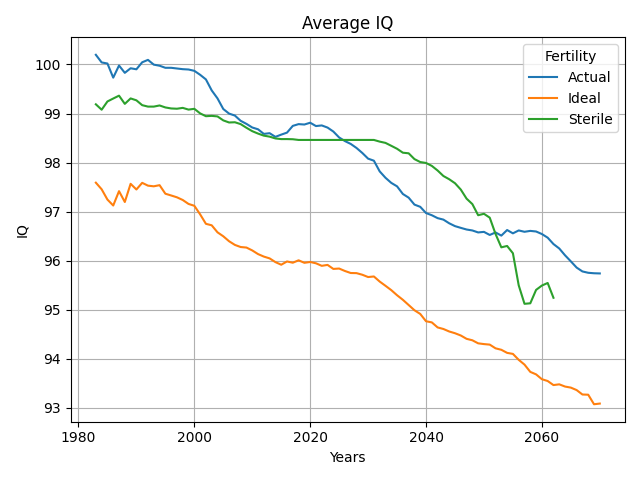 Average IQ
Fertility
Actual
Ideal
Sterile
IQ
100
99
98
97
96
95
94
93
1980
2000
2020
2040
2060
Years